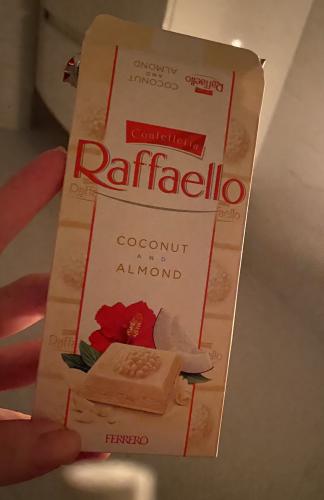 COCONUT
AND
ALMOND
Raffaello
Confetteria
Raffaello
COCONUT
AND
ALMOND
FERRERO